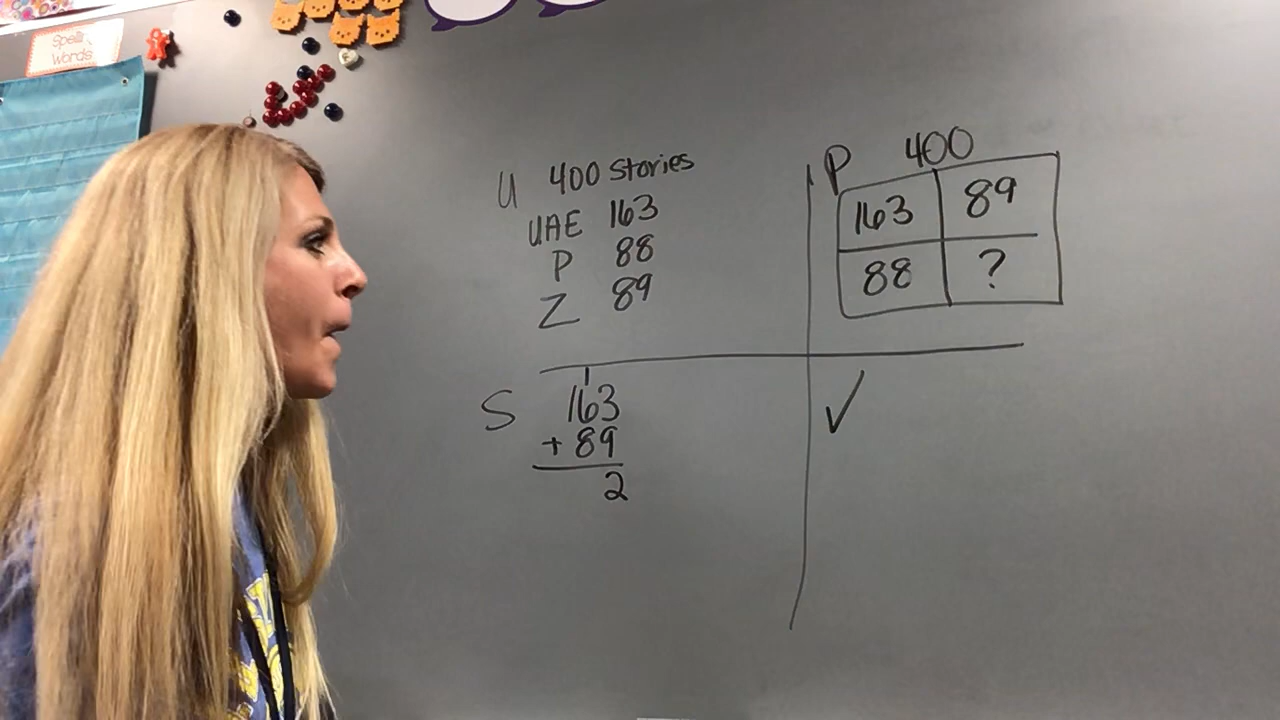 Spelling
Words
U 400 Stories
UAE 163
P 88
Z 89
P 400
163 89
88 ?
S 1
163
+ 89
2
✓